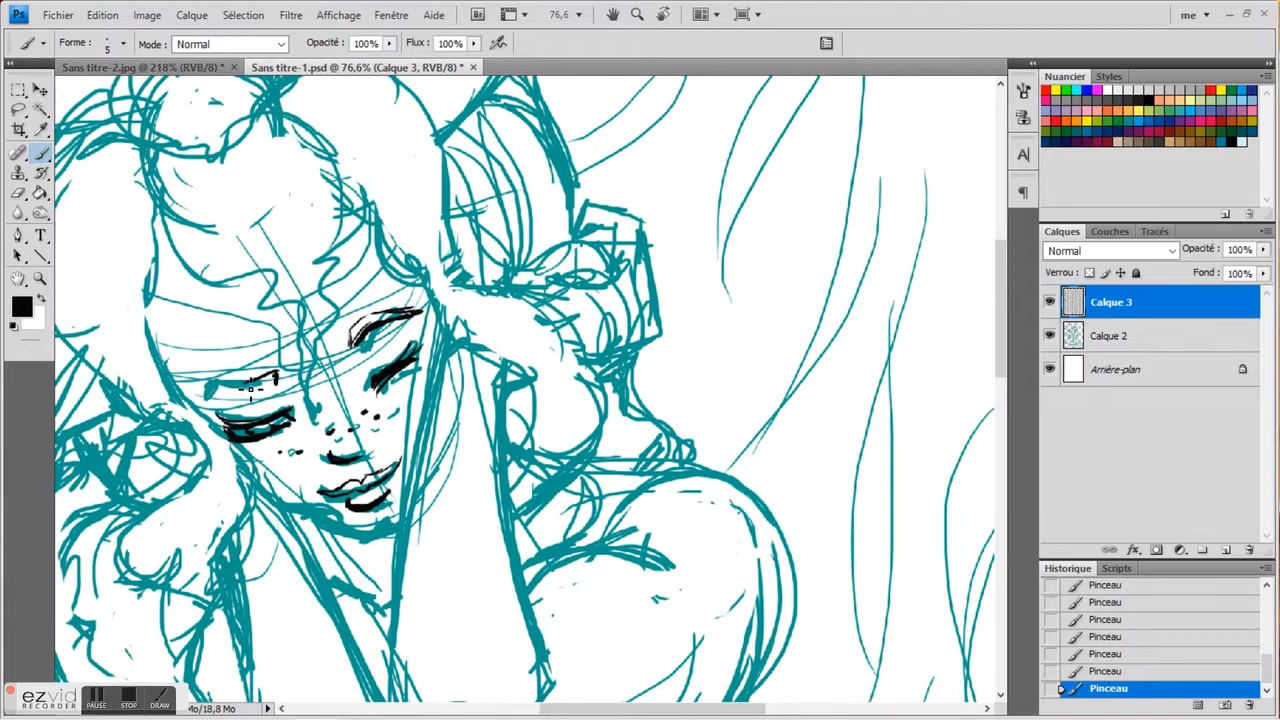 Ps Fichier Edition Image Calque Sélection Filtre Affichage Fenêtre Aide Br 76,6 me
Forme : 5 Mode : Normal Opacité : 100% Flux : 100%
Sans titre-2.jpg @ 218% (RVB/8) * Sans titre-1.psd @ 76,6% (Calque 3, RVB/8) *
Nuancier Styles
Calques Couches Tracés
Normal Opacité : 100%
Verrou : Fond : 100%
Calque 3
Calque 2
Arrière-plan
Historique Scripts
Pinceau
Pinceau
Pinceau
Pinceau
Pinceau
Pinceau
Pinceau
ezvid
RECORDER
PAUSE STOP DRAW
Mo/18,8 Mo